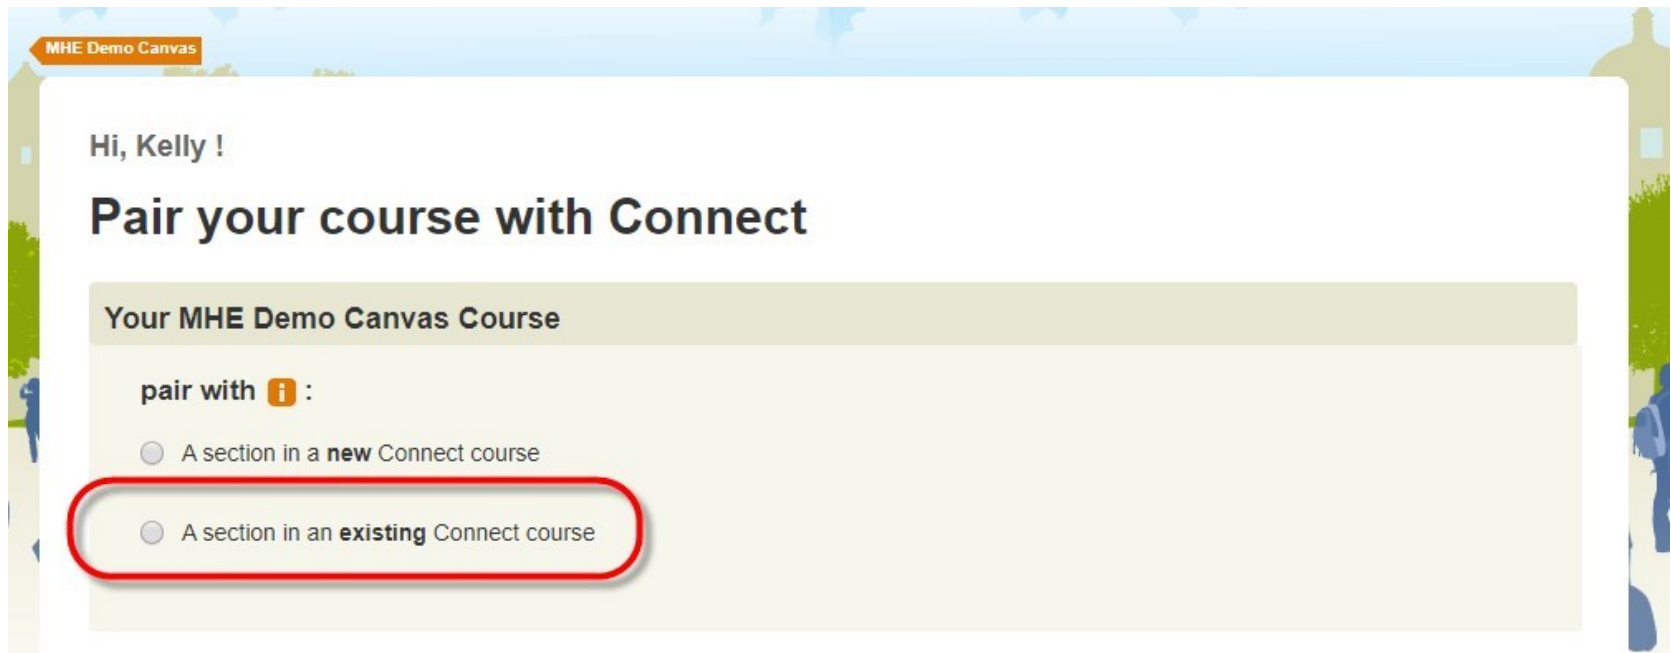 MHE Demo Canvas
Hi, Kelly !
Pair your course with Connect
Your MHE Demo Canvas Course
pair with i :
A section in a new Connect course
A section in an existing Connect course